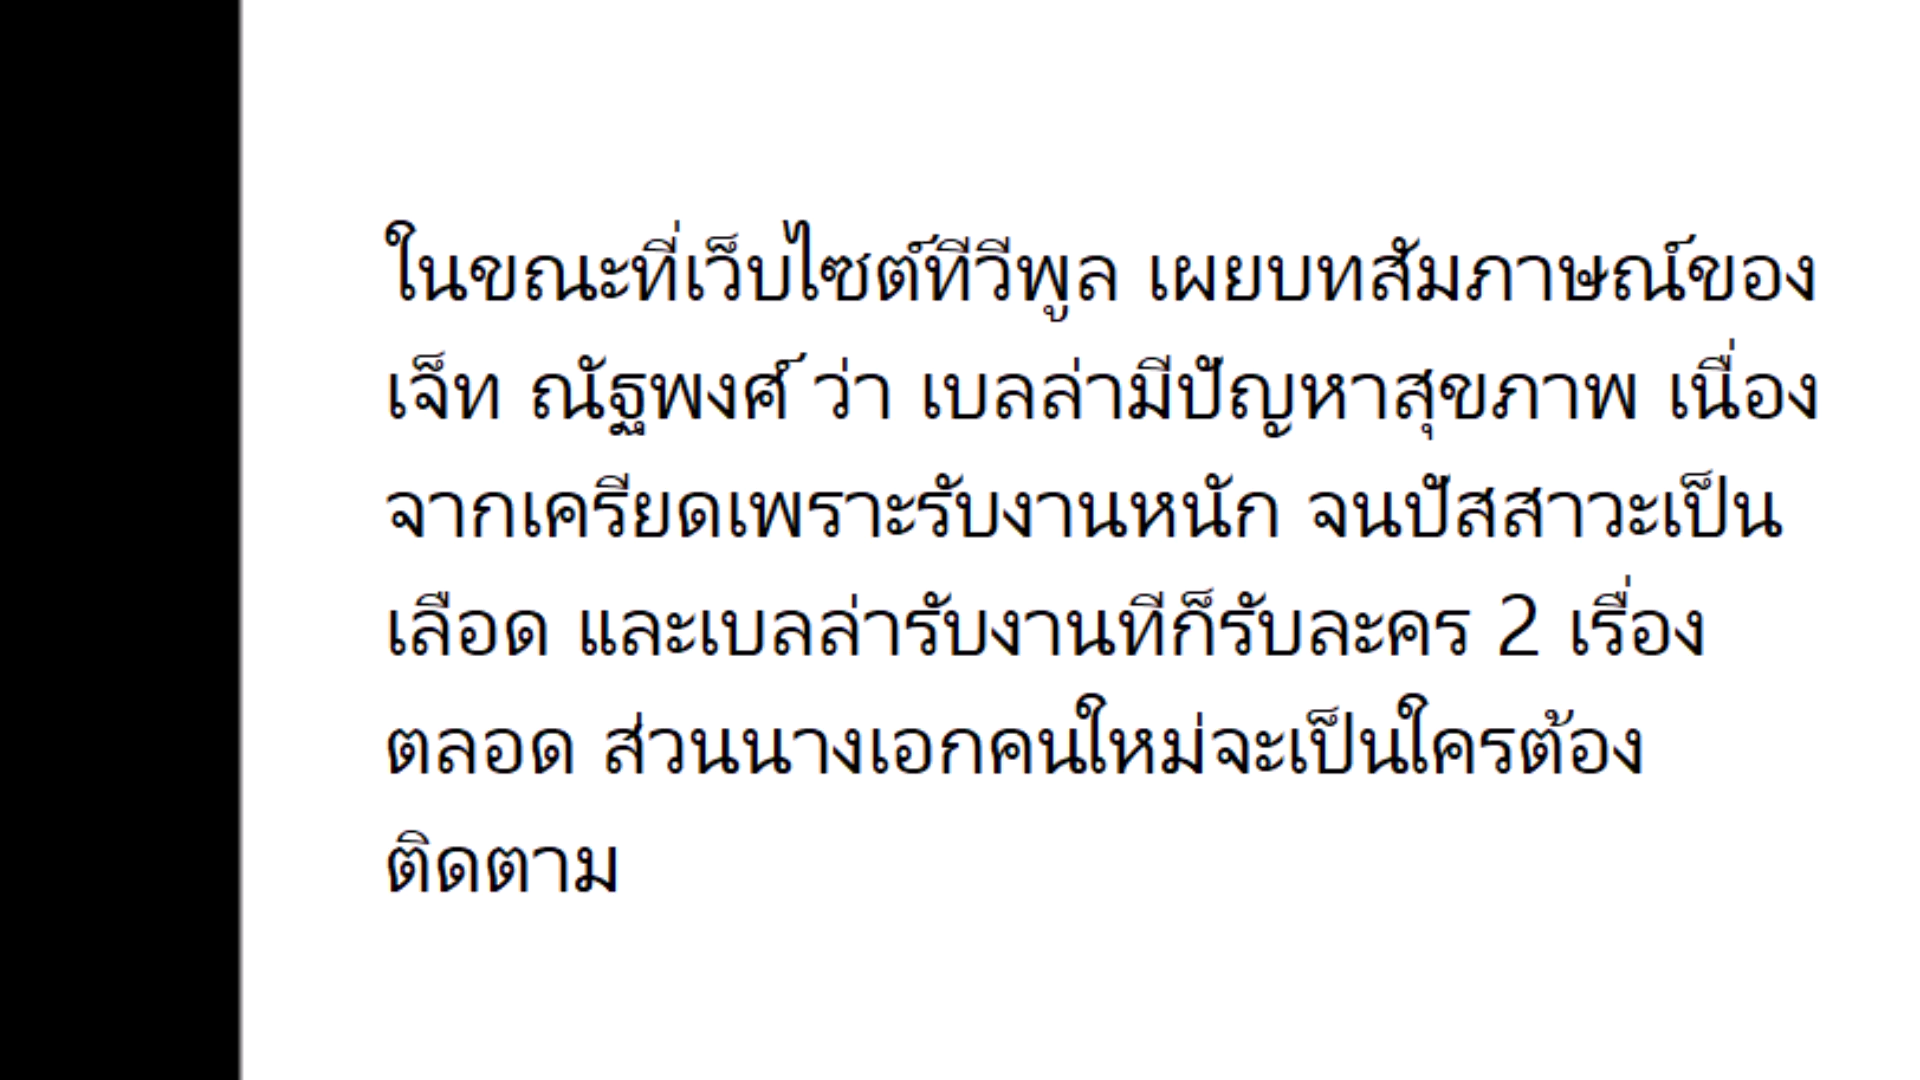 ในขณะที่เว็บไซต์ทีวีพูล เผยบทสัมภาษณ์ของ
เจ็ท ณัฐพงศ์ ว่า เบลล่ามีปัญหาสุขภาพ เนื่อง
จากเครียดเพราะรับงานหนัก จนปัสสาวะเป็น
เลือด และเบลล่ารับงานทีก็รับละคร 2 เรื่อง
ตลอด ส่วนนางเอกคนใหม่จะเป็นใครต้อง
ติดตาม